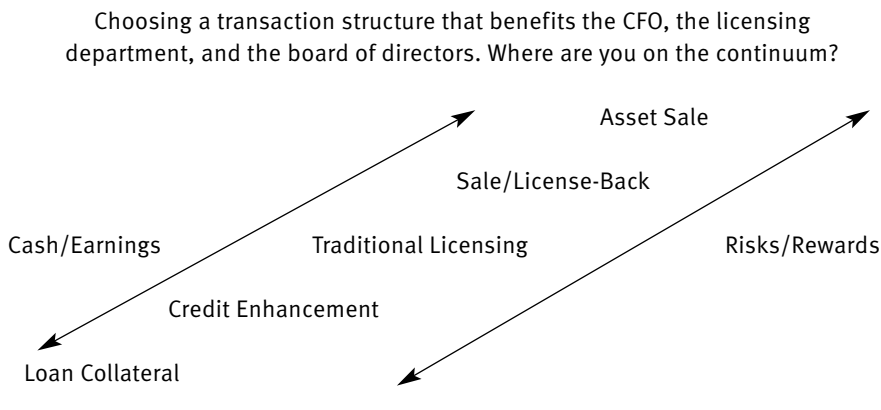 Choosing a transaction structure that benefits the CFO, the licensing
department, and the board of directors. Where are you on the continuum?
Asset Sale
Sale/License-Back
Cash/Earnings
Traditional Licensing
Risks/Rewards
Credit Enhancement
Loan Collateral